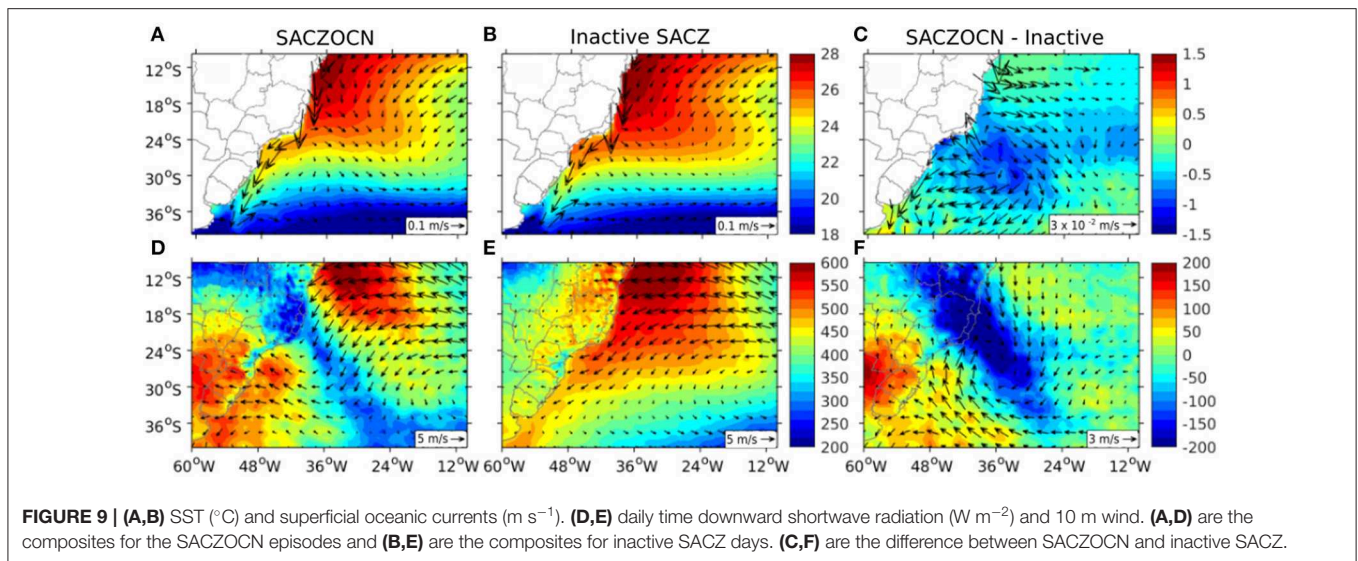 A SACZOCN B Inactive SACZ C SACZOCN - Inactive
12°S 18°S 24°S 30°S 36°S
28 26 24 22 20 18
1.5 1 0.5 0 -0.5 -1 -1.5
0.1 m/s 0.1 m/s 3 x 10⁻² m/s
D E F
12°S 18°S 24°S 30°S 36°S
600 550 500 450 400 350 300 250 200
200 150 100 50 0 -50 -100 -150 -200
5 m/s 5 m/s 3 m/s
60°W 48°W 36°W 24°W 12°W 48°W 36°W 24°W 12°W 60°W 48°W 36°W 24°W 12°W
FIGURE 9 | (A,B) SST (°C) and superficial oceanic currents (m s⁻¹). (D,E) daily time downward shortwave radiation (W m⁻²) and 10 m wind. (A,D) are the
composites for the SACZOCN episodes and (B,E) are the composites for inactive SACZ days. (C,F) are the difference between SACZOCN and inactive SACZ.